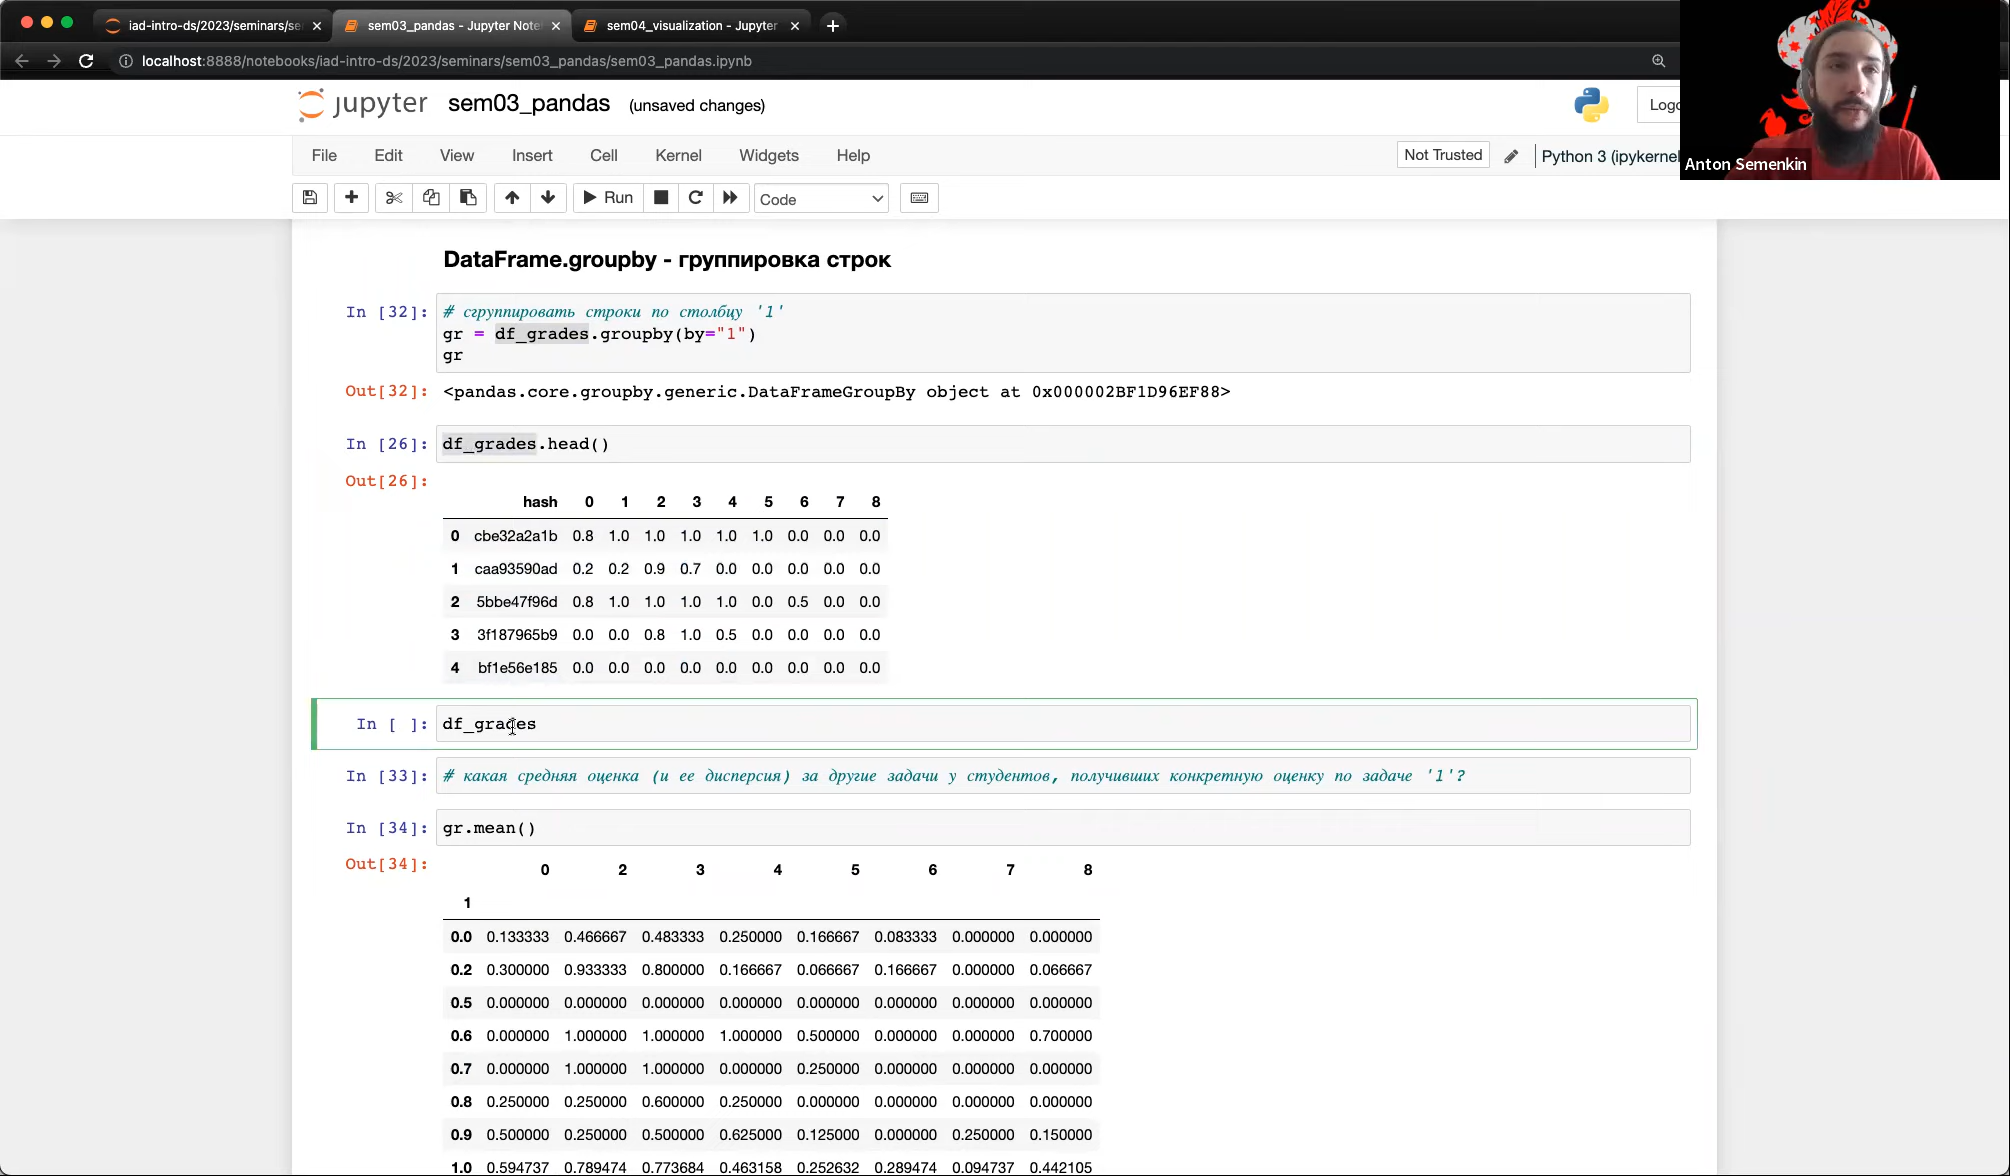 iad-intro-ds/2023/seminars/se
sem03_pandas - Jupyter Note
sem04_visualization - Jupyter
localhost:8888/notebooks/iad-intro-ds/2023/seminars/sem03_pandas/sem03_pandas.ipynb
jupyter sem03_pandas (unsaved changes)
Logo
Anton Semenkin
File Edit View Insert Cell Kernel Widgets Help
Not Trusted Python 3 (ipykernel
Run Code
DataFrame.groupby - группировка строк
In [32]: # сгруппировать строки по столбцу '1'
gr = df_grades.groupby(by="1")
gr
Out[32]: <pandas.core.groupby.generic.DataFrameGroupBy object at 0x000002BF1D96EF88>
In [26]: df_grades.head()
Out[26]:
hash 0 1 2 3 4 5 6 7 8
0 cbe32a2a1b 0.8 1.0 1.0 1.0 1.0 1.0 0.0 0.0 0.0
1 caa93590ad 0.2 0.2 0.9 0.7 0.0 0.0 0.0 0.0 0.0
2 5bbe47f96d 0.8 1.0 1.0 1.0 1.0 0.0 0.5 0.0 0.0
3 3f187965b9 0.0 0.0 0.8 1.0 0.5 0.0 0.0 0.0 0.0
4 bf1e56e185 0.0 0.0 0.0 0.0 0.0 0.0 0.0 0.0 0.0
In [ ]: df_grades
In [33]: # какая средняя оценка (и ее дисперсия) за другие задачи у студентов, получивших конкретную оценку по задаче '1'?
In [34]: gr.mean()
Out[34]:
0 2 3 4 5 6 7 8
1
0.0 0.133333 0.466667 0.483333 0.250000 0.166667 0.083333 0.000000 0.000000
0.2 0.300000 0.933333 0.800000 0.166667 0.066667 0.166667 0.000000 0.066667
0.5 0.000000 0.000000 0.000000 0.000000 0.000000 0.000000 0.000000 0.000000
0.6 0.000000 1.000000 1.000000 1.000000 0.500000 0.000000 0.000000 0.700000
0.7 0.000000 1.000000 1.000000 0.000000 0.250000 0.000000 0.000000 0.000000
0.8 0.250000 0.250000 0.600000 0.250000 0.000000 0.000000 0.000000 0.000000
0.9 0.500000 0.250000 0.500000 0.625000 0.125000 0.000000 0.250000 0.150000
1.0 0.594737 0.789474 0.773684 0.463158 0.252632 0.289474 0.094737 0.442105